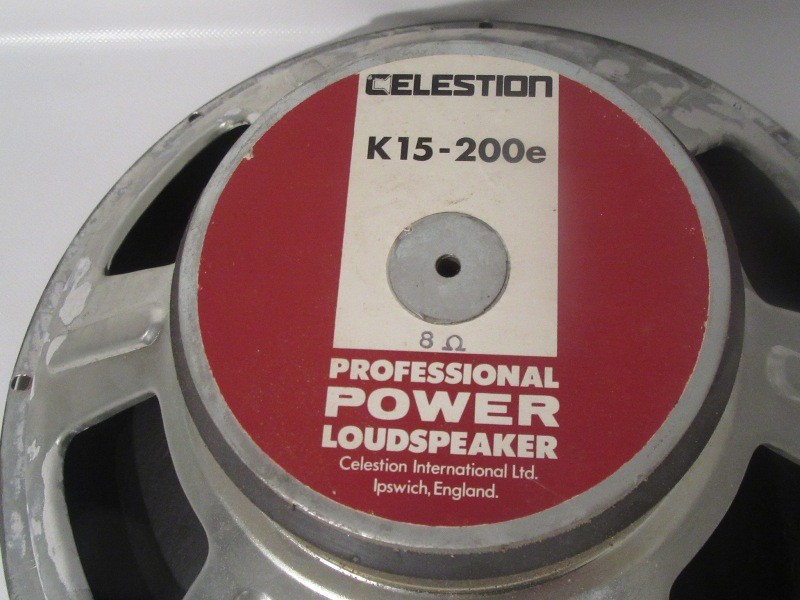 CELESTION
K15-200e
8 Ω
PROFESSIONAL
POWER
LOUDSPEAKER
Celestion International Ltd.
Ipswich, England.